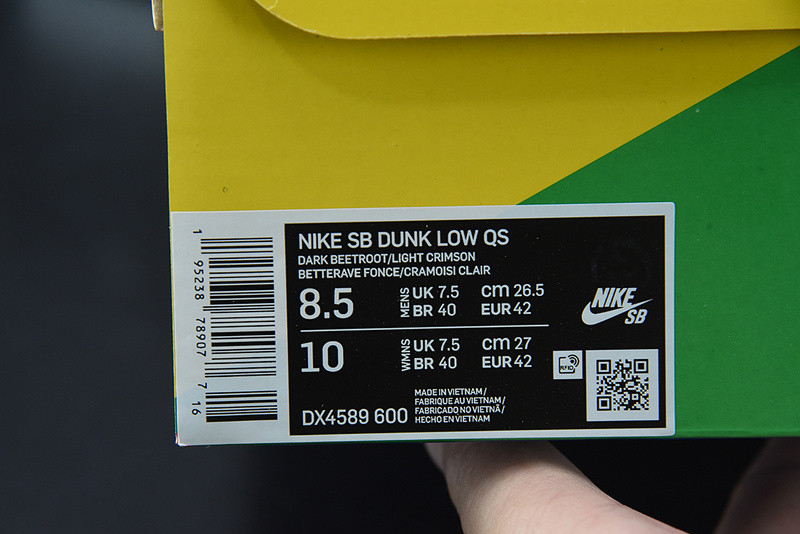 NIKE SB DUNK LOW QS
DARK BEETROOT/LIGHT CRIMSON
BETTERAVE FONCE/CRAMOISI CLAIR
8.5 MENS UK 7.5 cm 26.5
BR 40 EUR 42
10 WMNS UK 7.5 cm 27
BR 40 EUR 42
NIKE
SB
RFID
DX4589 600
MADE IN VIETNAM /
FABRIQUE AU VIETNAM /
FABRICADO NO VIETNÃ /
HECHO EN VIETNAM
1 95238 78907 7 16